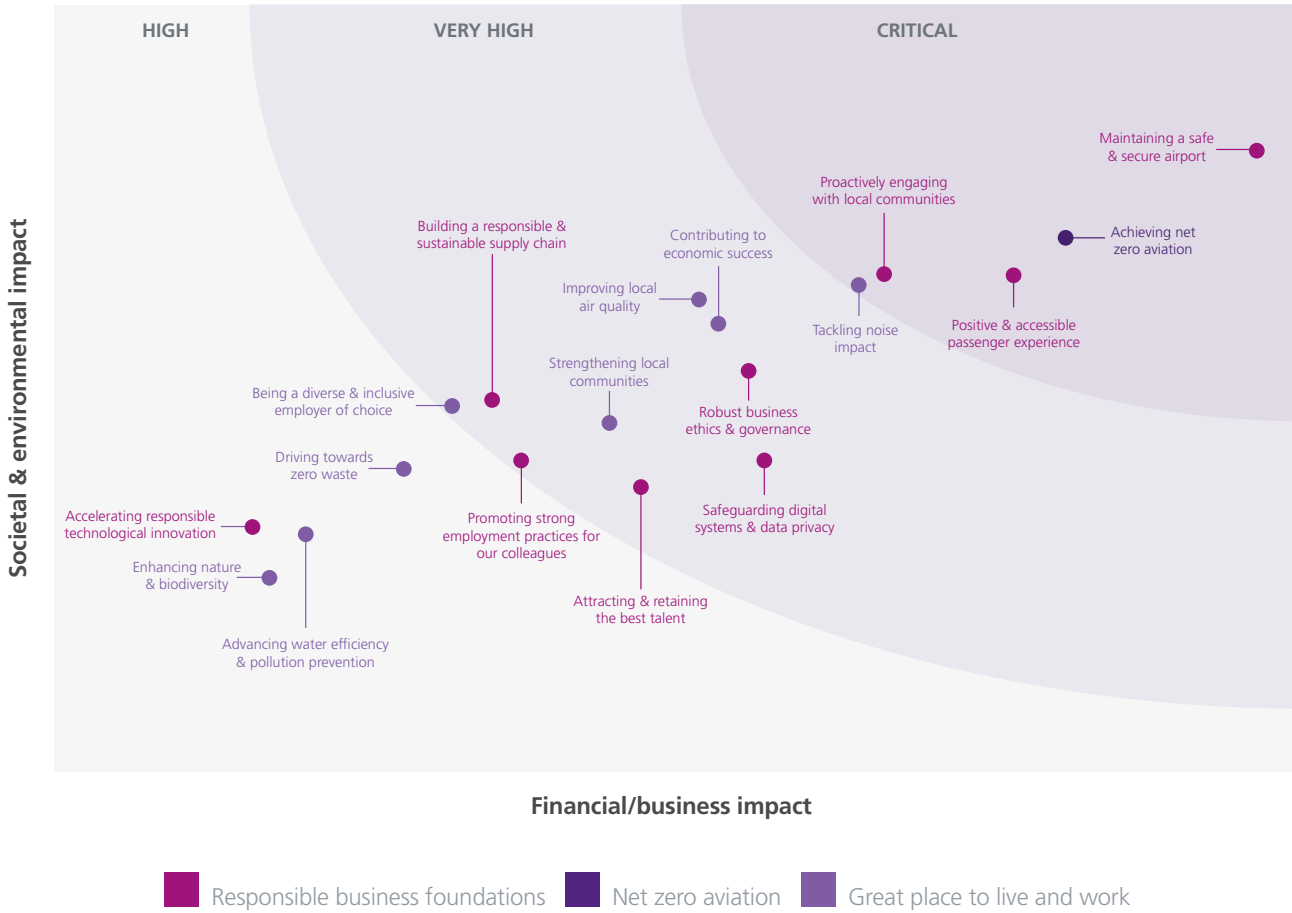 HIGH
VERY HIGH
CRITICAL
Maintaining a safe
& secure airport
Proactively engaging
with local communities
Building a responsible &
sustainable supply chain
Contributing to
economic success
Achieving net
zero aviation
Improving local
air quality
Tackling noise
impact
Positive & accessible
passenger experience
Strengthening local
communities
Being a diverse & inclusive
employer of choice
Robust business
ethics & governance
Driving towards
zero waste
Accelerating responsible
technological innovation
Promoting strong
employment practices for
our colleagues
Safeguarding digital
systems & data privacy
Enhancing nature
& biodiversity
Attracting & retaining
the best talent
Advancing water efficiency
& pollution prevention
Societal & environmental impact
Financial/business impact
Responsible business foundations
Net zero aviation
Great place to live and work